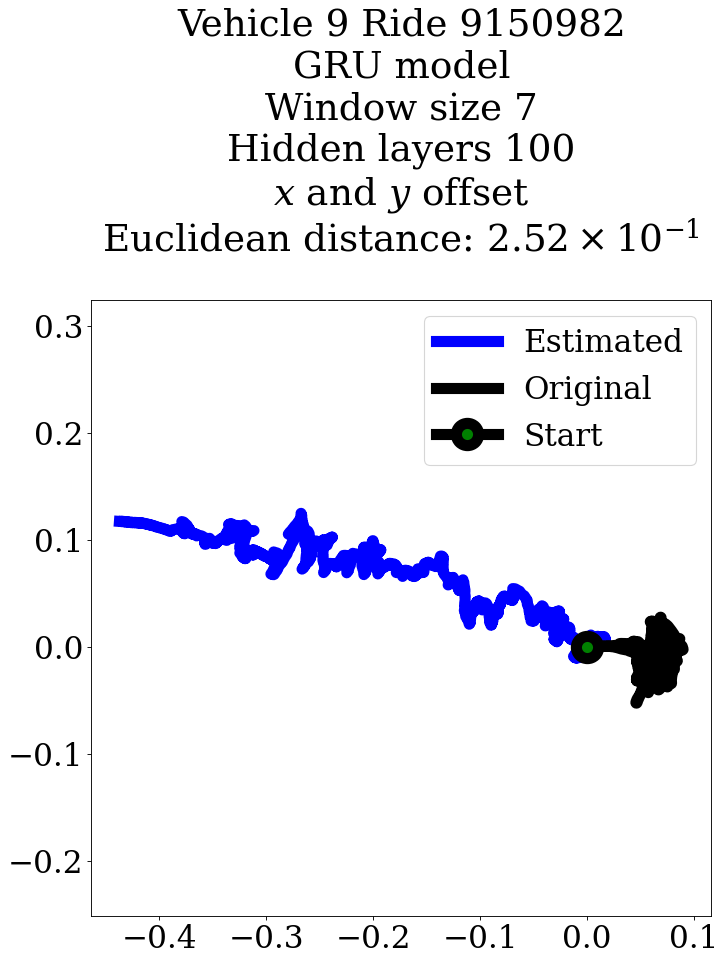 Vehicle 9 Ride 9150982
GRU model
Window size 7
Hidden layers 100
x and y offset
Euclidean distance: 2.52 × 10⁻¹
Estimated
Original
Start
0.3
0.2
0.1
0.0
−0.1
−0.2
−0.4 −0.3 −0.2 −0.1 0.0 0.1